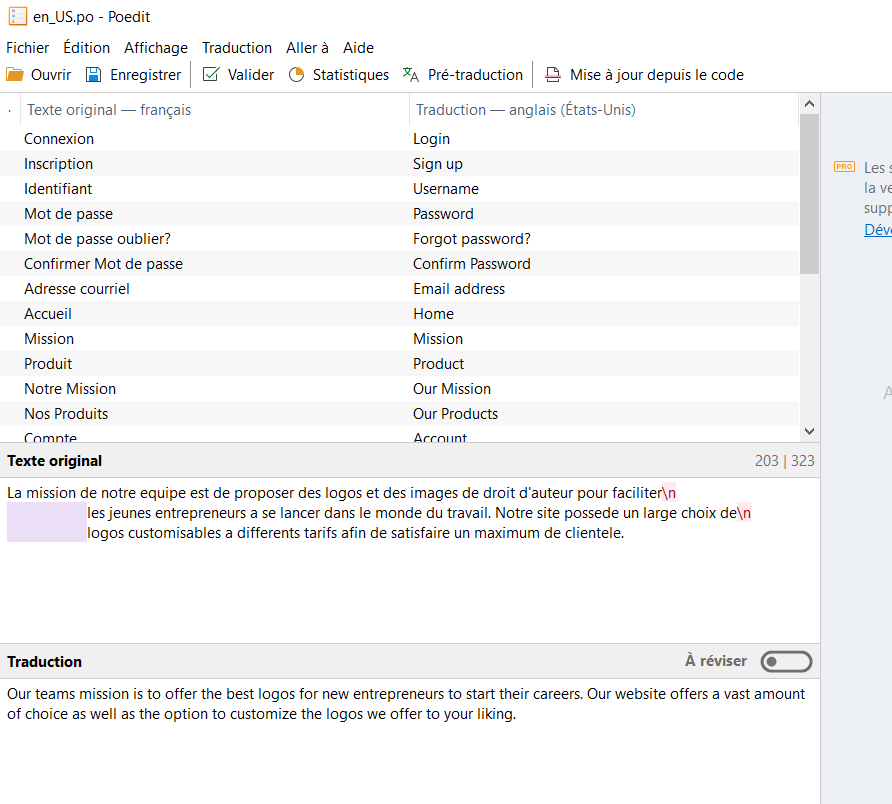 en_US.po - Poedit
Fichier Édition Affichage Traduction Aller à Aide
Ouvrir Enregistrer Valider Statistiques Pré-traduction Mise à jour depuis le code
Texte original — français Traduction — anglais (États-Unis)
Connexion Login
Inscription Sign up
Identifiant Username
Mot de passe Password
Mot de passe oublier? Forgot password?
Confirmer Mot de passe Confirm Password
Adresse courriel Email address
Accueil Home
Mission Mission
Produit Product
Notre Mission Our Mission
Nos Produits Our Products
Compte Account
PRO Les
la
Texte original 203 | 323
La mission de notre equipe est de proposer des logos et des images de droit d'auteur pour faciliter\n
les jeunes entrepreneurs a se lancer dans le monde du travail. Notre site possede un large choix de\n
logos customisables a differents tarifs afin de satisfaire un maximum de clientele.
Traduction À réviser
Our teams mission is to offer the best logos for new entrepreneurs to start their careers. Our website offers a vast amount
of choice as well as the option to customize the logos we offer to your liking.